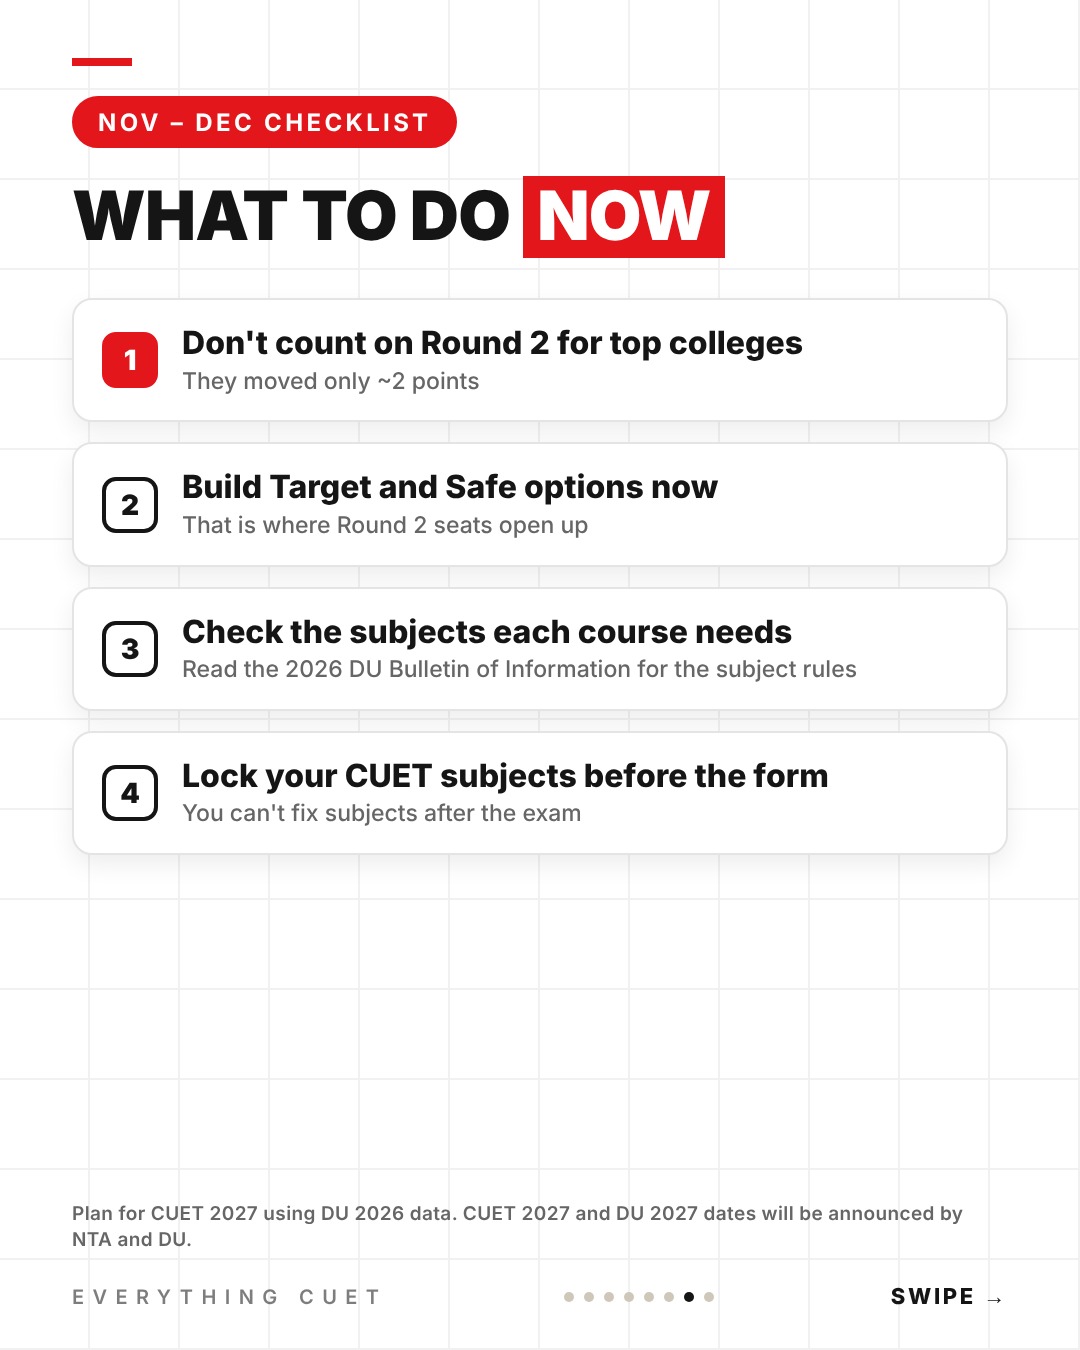 NOV – DEC CHECKLIST
WHAT TO DO NOW
1
Don't count on Round 2 for top colleges
They moved only ~2 points
2
Build Target and Safe options now
That is where Round 2 seats open up
3
Check the subjects each course needs
Read the 2026 DU Bulletin of Information for the subject rules
4
Lock your CUET subjects before the form
You can't fix subjects after the exam
Plan for CUET 2027 using DU 2026 data. CUET 2027 and DU 2027 dates will be announced by
NTA and DU.
EVERYTHING CUET
SWIPE →